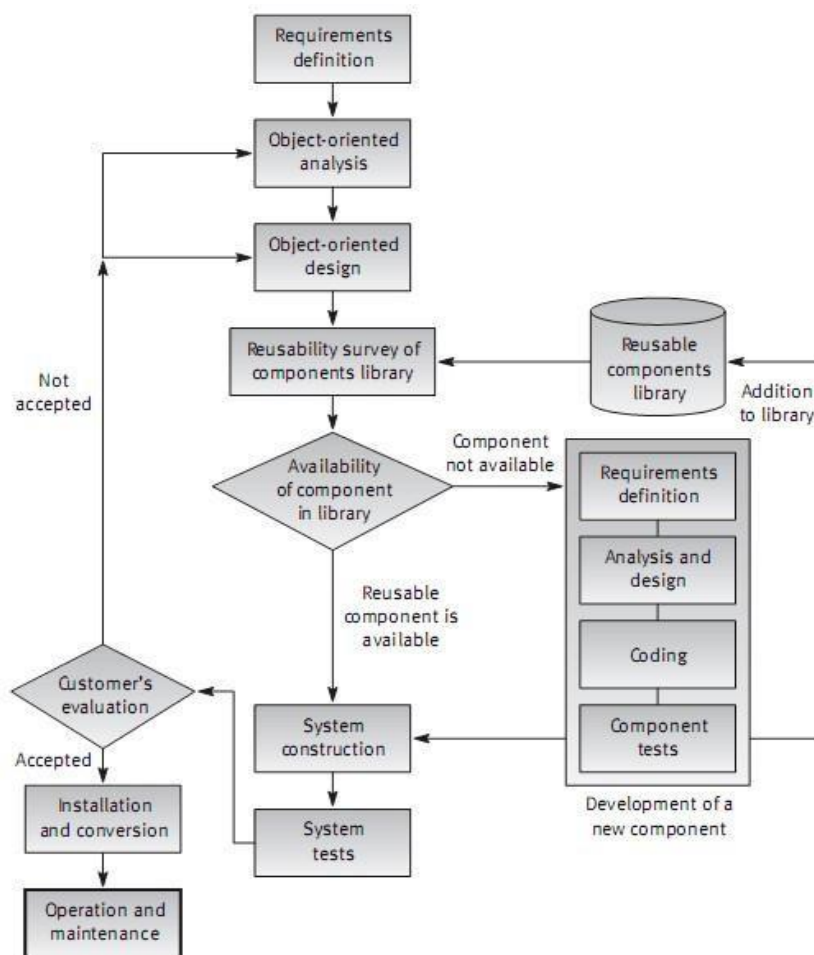 Requirements
definition
Object-oriented
analysis
Object-oriented
design
Reusability survey of
components library
Reusable
components
library
Addition
to library
Not
accepted
Availability
of component
in library
Component
not available
Requirements
definition
Analysis and
design
Coding
Component
tests
Development of a
new component
Reusable
component is
available
Customer's
evaluation
System
construction
Accepted
Installation
and conversion
System
tests
Operation and
maintenance